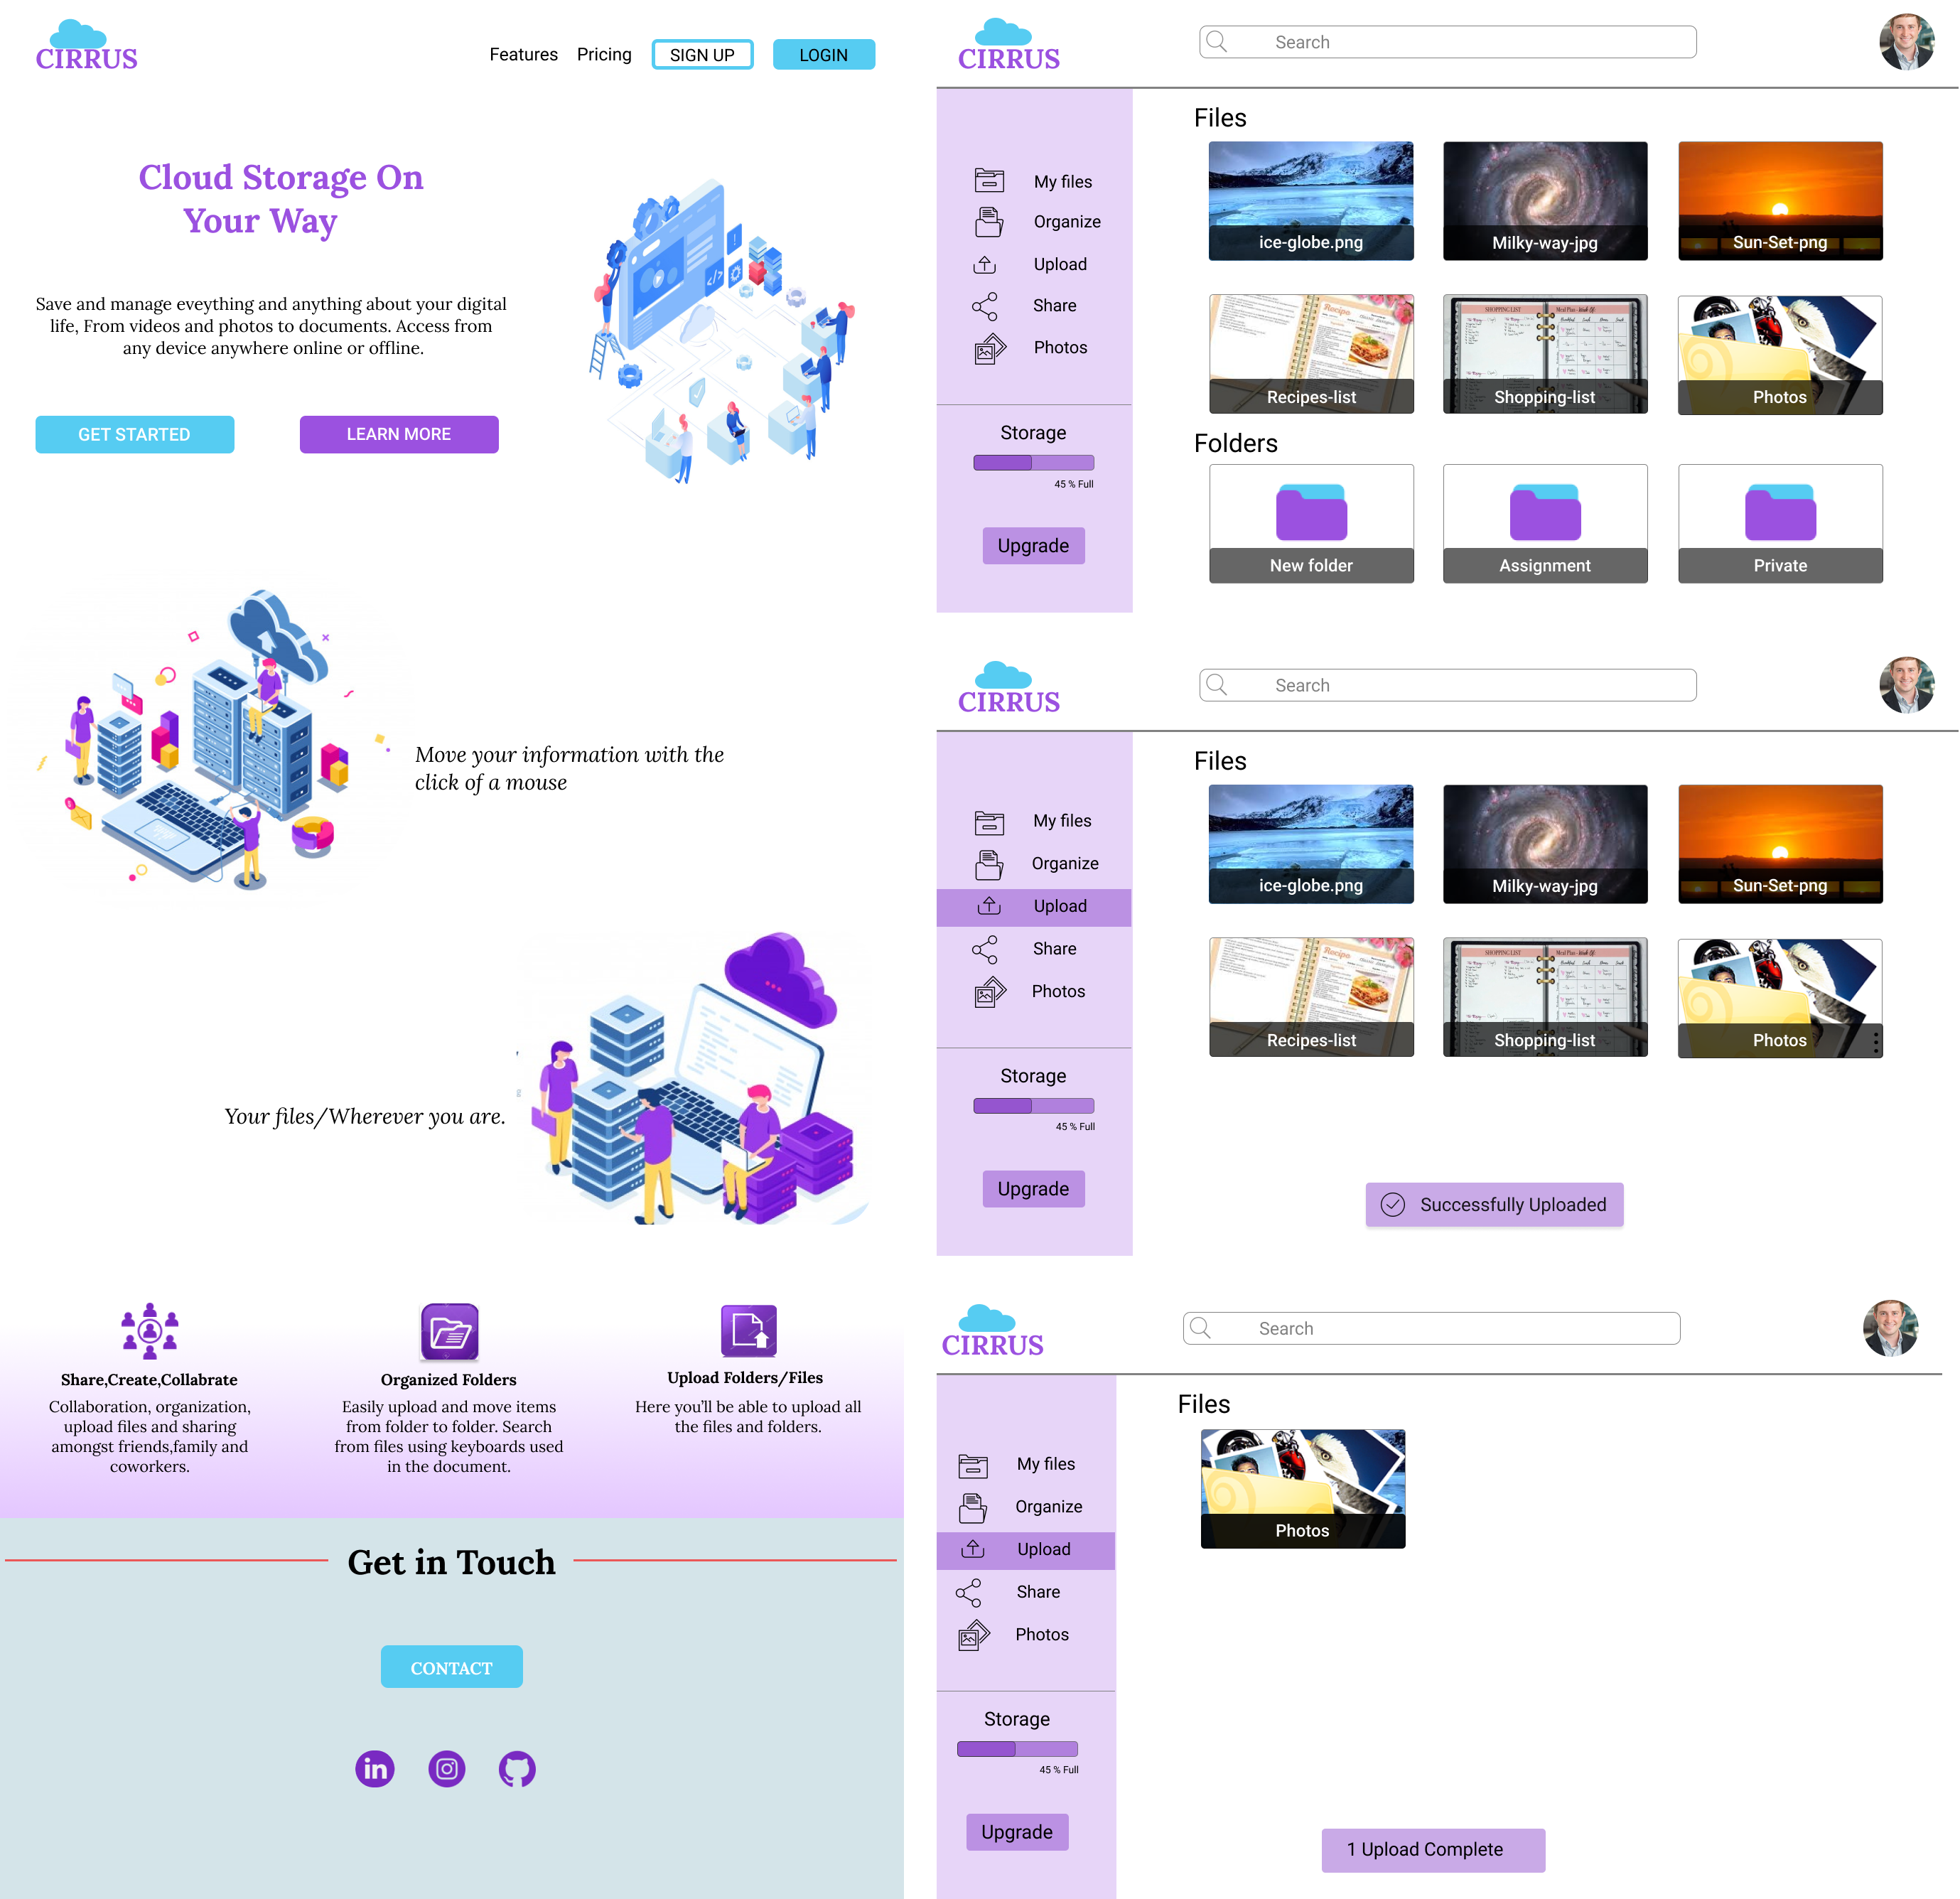 CIRRUS
Features Pricing SIGN UP LOGIN
Cloud Storage On
Your Way
Save and manage eveything and anything about your digital
life, From videos and photos to documents. Access from
any device anywhere online or offline.
GET STARTED LEARN MORE
Move your information with the
click of a mouse
Your files/Wherever you are.
Share,Create,Collabrate
Collaboration, organization,
upload files and sharing
amongst friends,family and
coworkers.
Organized Folders
Easily upload and move items
from folder to folder. Search
from files using keyboards used
in the document.
Upload Folders/Files
Here you'll be able to upload all
the files and folders.
Get in Touch
CONTACT
in
CIRRUS
Search
My files
Organize
Upload
Share
Photos
Storage
45 % Full
Upgrade
Files
ice-globe.png
Milky-way-jpg
Sun-Set-png
Recipe
Recipes-list
SHOPPING LIST
Shopping-list
Photos
Folders
New folder
Assignment
Private
CIRRUS
Search
My files
Organize
Upload
Share
Photos
Storage
45 % Full
Upgrade
Files
ice-globe.png
Milky-way-jpg
Sun-Set-png
Recipe
Recipes-list
SHOPPING LIST
Shopping-list
Photos
Successfully Uploaded
CIRRUS
Search
My files
Organize
Upload
Share
Photos
Storage
45 % Full
Upgrade
Files
Photos
1 Upload Complete